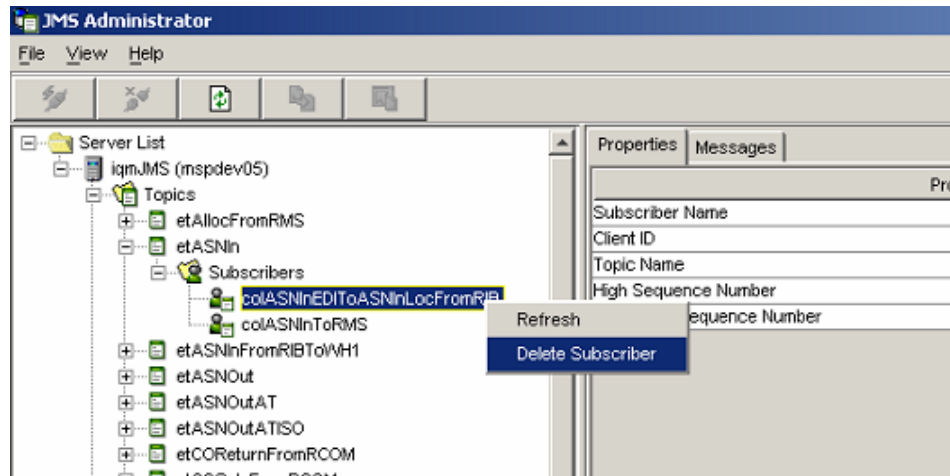 JMS Administrator
File View Help
Server List
iqmJMS (mspdev05)
Topics
etAllocFromRMS
etASNIn
Subscribers
colASNInEDIToASNInLocFromRIB
colASNInToRMS
etASNInFromRIBToWH1
etASNOut
etASNOutAT
etASNOutATISO
etCOReturnFromRCOM
Properties Messages
Subscriber Name
Client ID
Topic Name
High Sequence Number
equence Number
Refresh
Delete Subscriber